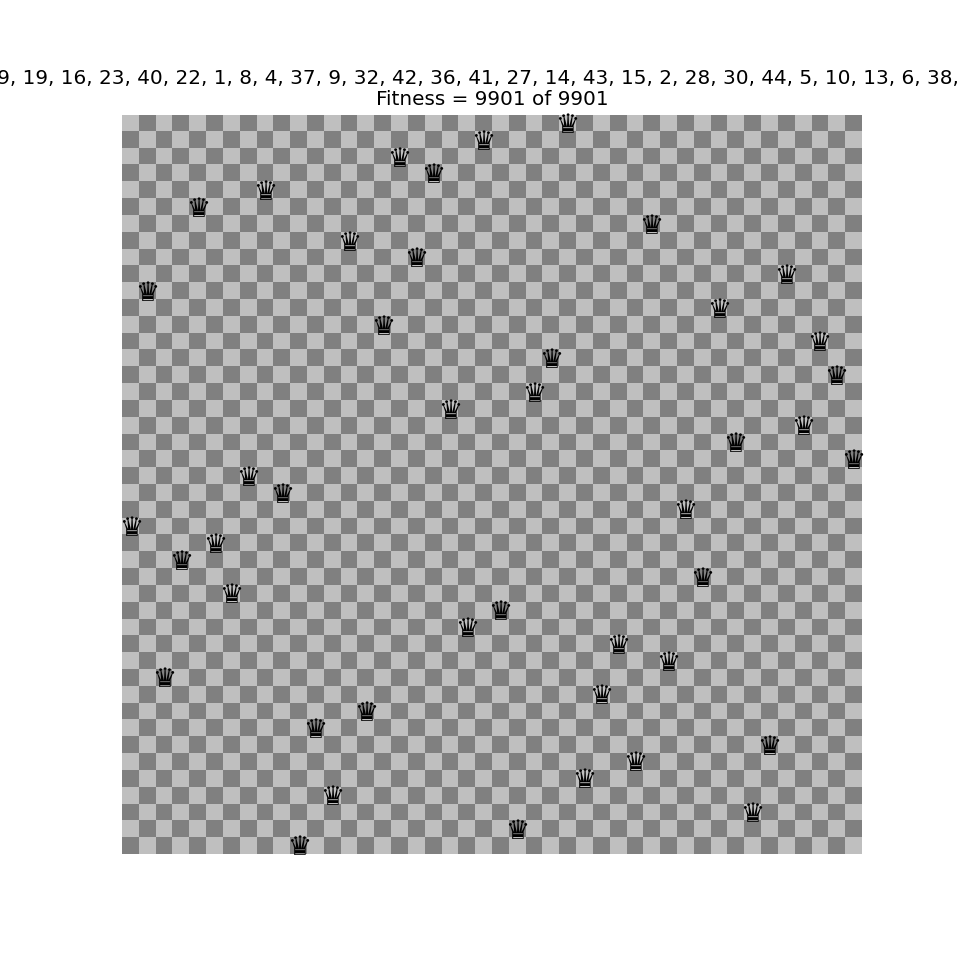 9, 19, 16, 23, 40, 22, 1, 8, 4, 37, 9, 32, 42, 36, 41, 27, 14, 43, 15, 2, 28, 30, 44, 5, 10, 13, 6, 38,
Fitness = 9901 of 9901